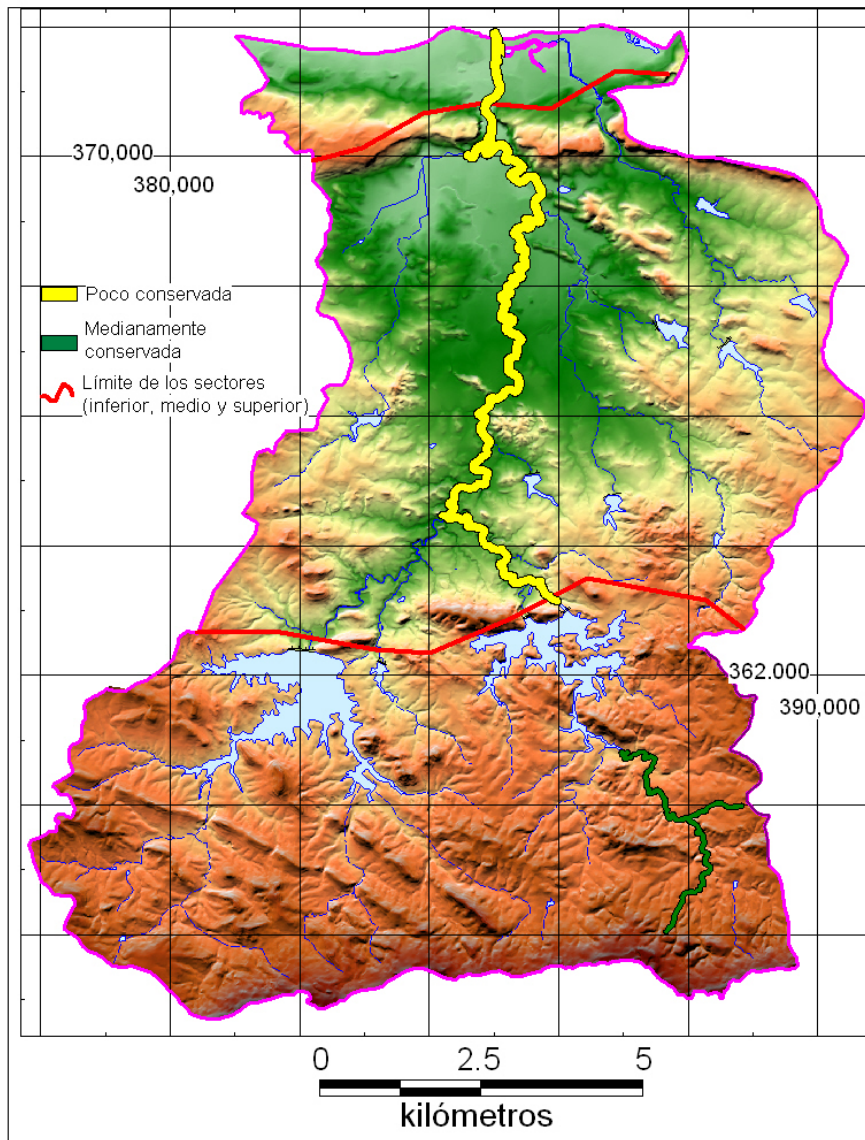 370,000
380,000
Poco conservada
Medianamente
conservada
Límite de los sectores
(inferior, medio y superior)
362.000
390,000
0 2.5 5
kilómetros